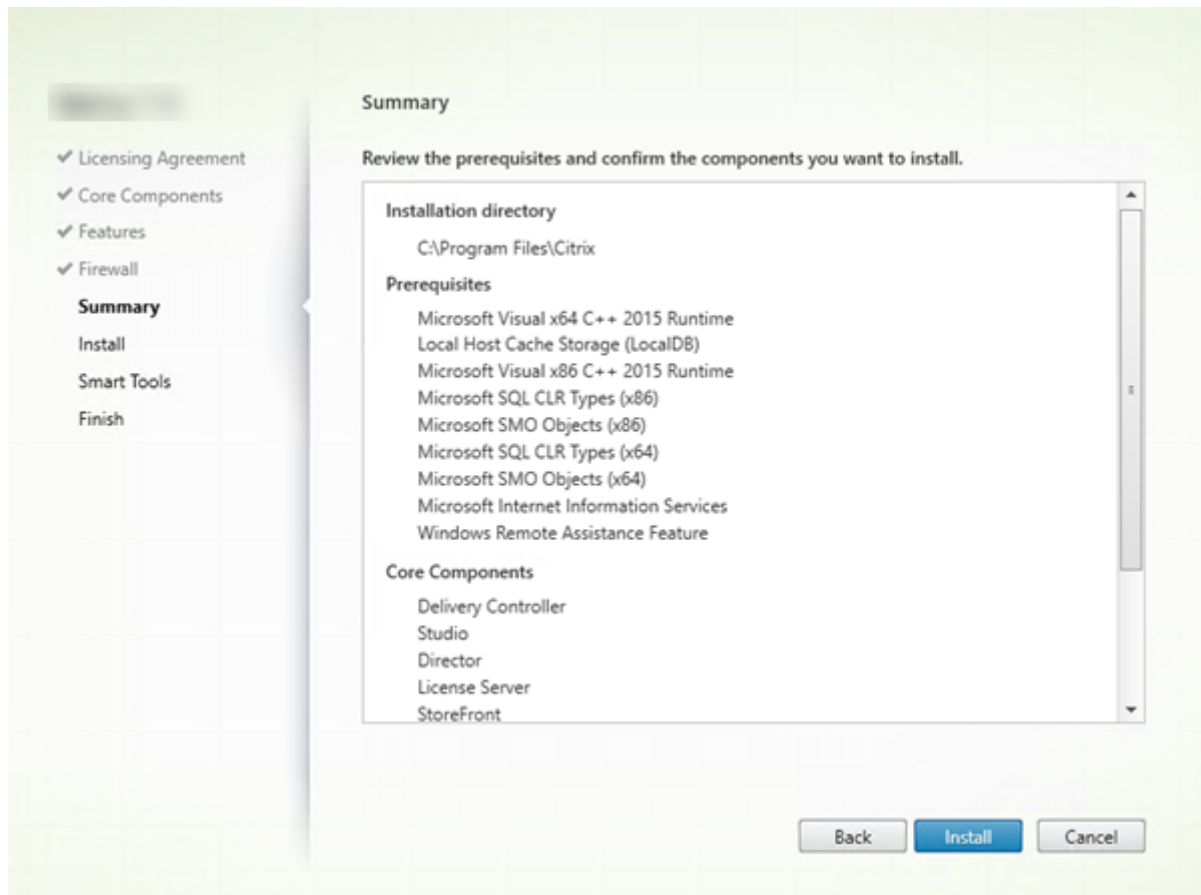 Licensing Agreement
Core Components
Features
Firewall
Summary
Install
Smart Tools
Finish
Summary
Review the prerequisites and confirm the components you want to install.
Installation directory
C:\Program Files\Citrix
Prerequisites
Microsoft Visual x64 C++ 2015 Runtime
Local Host Cache Storage (LocalDB)
Microsoft Visual x86 C++ 2015 Runtime
Microsoft SQL CLR Types (x86)
Microsoft SMO Objects (x86)
Microsoft SQL CLR Types (x64)
Microsoft SMO Objects (x64)
Microsoft Internet Information Services
Windows Remote Assistance Feature
Core Components
Delivery Controller
Studio
Director
License Server
StoreFront
Back
Install
Cancel